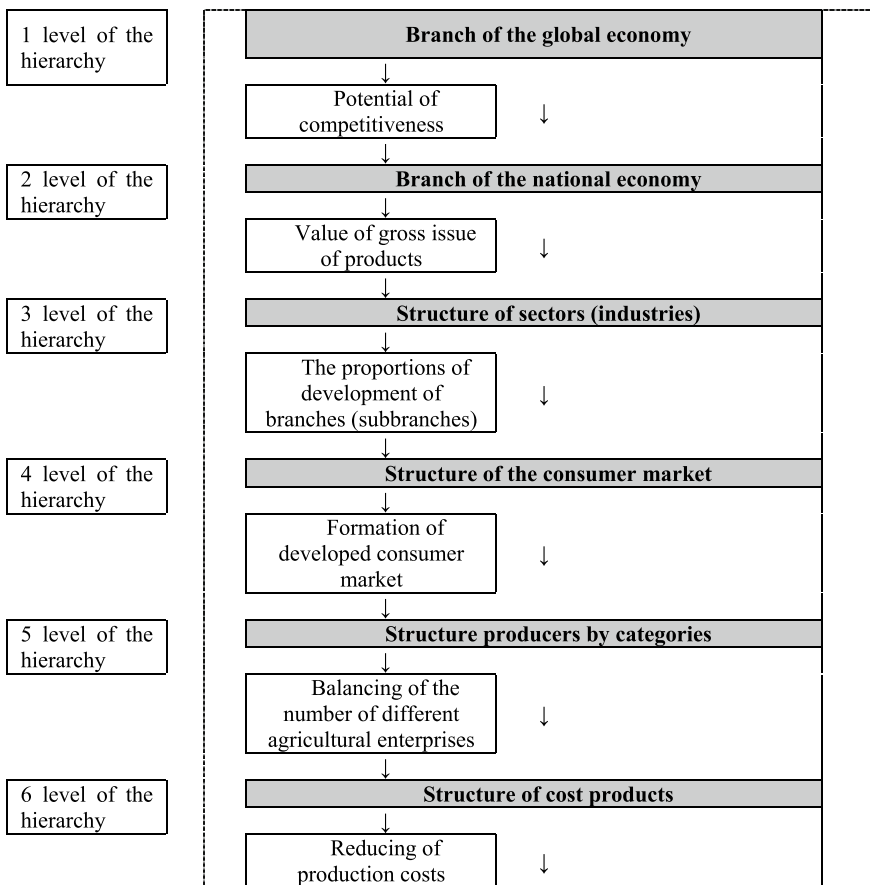 1 level of the
hierarchy
Branch of the global economy
↓
Potential of
competitiveness
↓
↓
2 level of the
hierarchy
Branch of the national economy
↓
Value of gross issue
of products
↓
↓
3 level of the
hierarchy
Structure of sectors (industries)
↓
The proportions of
development of
branches (subbranches)
↓
↓
4 level of the
hierarchy
Structure of the consumer market
↓
Formation of
developed consumer
market
↓
↓
5 level of the
hierarchy
Structure producers by categories
↓
Balancing of the
number of different
agricultural enterprises
↓
↓
6 level of the
hierarchy
Structure of cost products
↓
Reducing of
production costs
↓